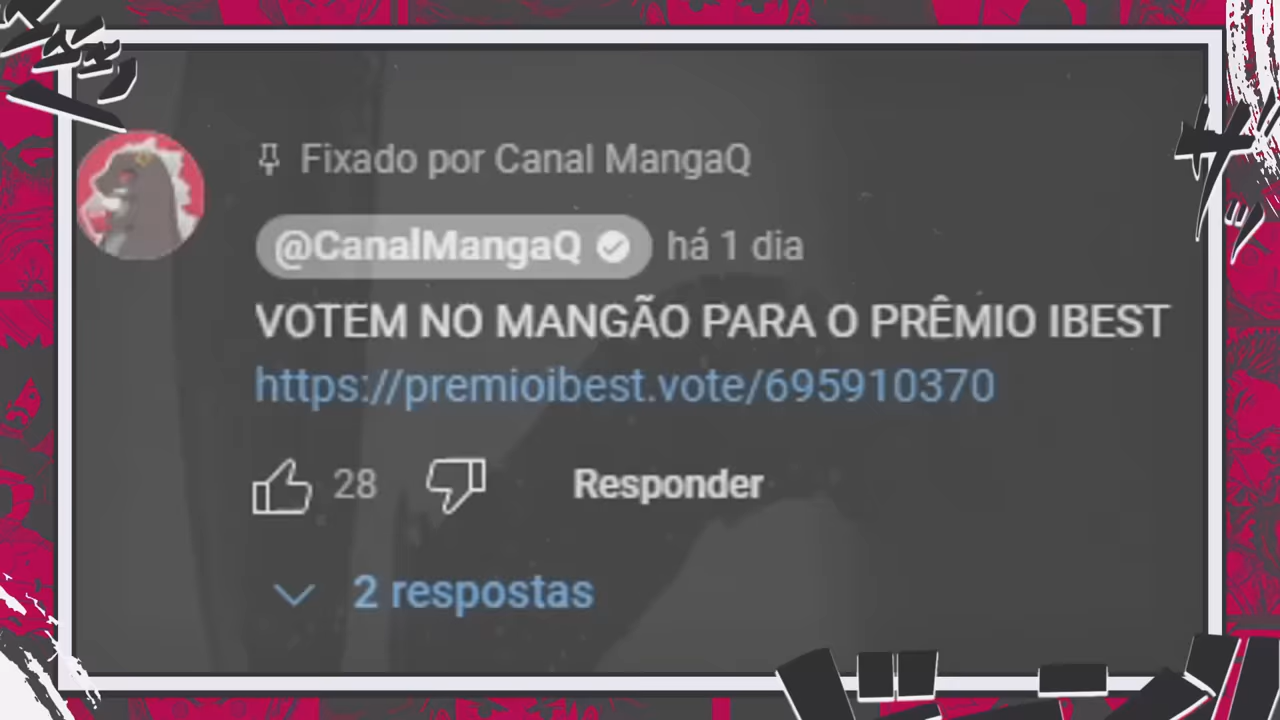 Fixado por Canal MangaQ
@CanalMangaQ há 1 dia
VOTEM NO MANGÃO PARA O PRÊMIO IBEST
https://premioibest.vote/695910370
28 Responder
2 respostas